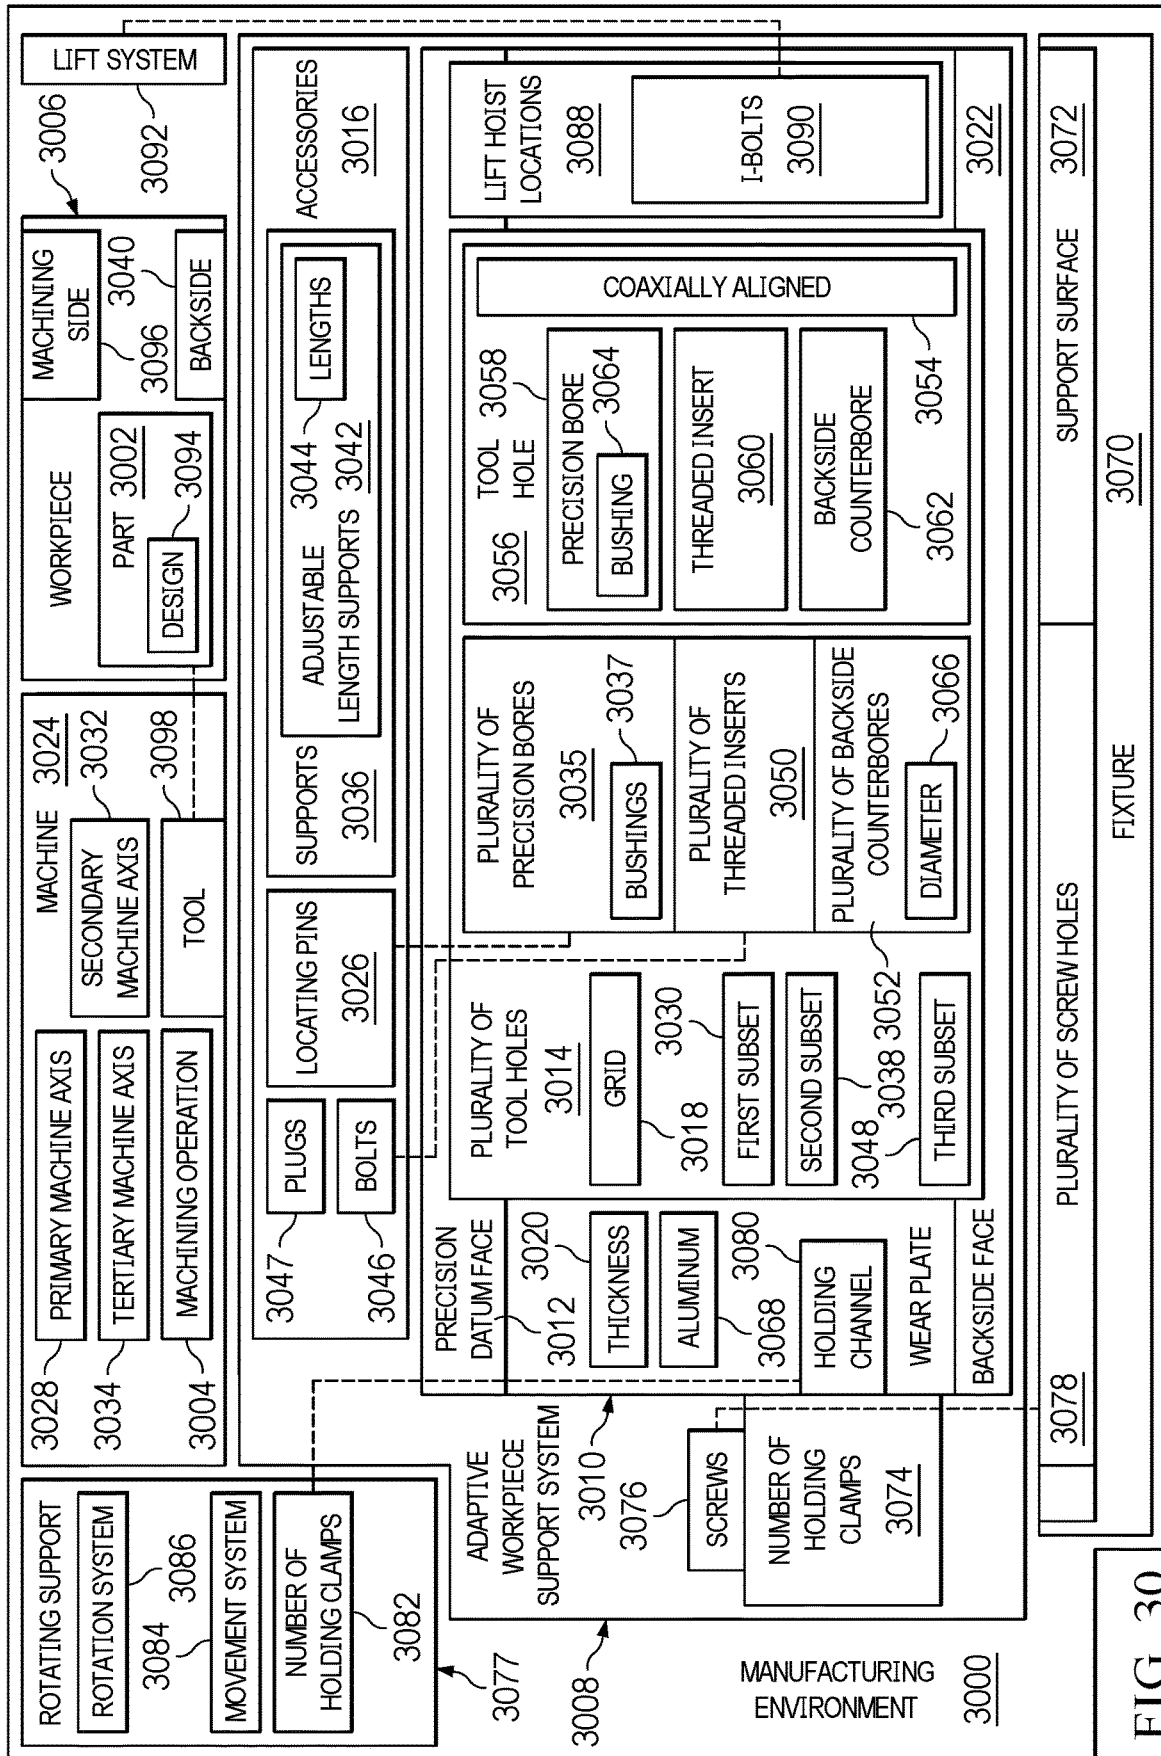 ROTATING SUPPORT
ROTATION SYSTEM
3086
3084
MOVEMENT SYSTEM
NUMBER OF
HOLDING CLAMPS
3082
3077
MACHINE
3024
3028
PRIMARY MACHINE AXIS
3034
TERTIARY MACHINE AXIS
3004
MACHINING OPERATION
SECONDARY
MACHINE AXIS
3032
TOOL
3098
WORKPIECE
PART
3002
DESIGN
3094
MACHINING
SIDE
3096
3040
BACKSIDE
3006
LIFT SYSTEM
3092
ACCESSORIES
3016
3047
PLUGS
3046
BOLTS
LOCATING PINS
3026
SUPPORTS
3036
ADJUSTABLE
LENGTH SUPPORTS
3042
3044
LENGTHS
ADAPTIVE
WORKPIECE
SUPPORT SYSTEM
3010
3008
3076
SCREWS
NUMBER OF
HOLDING
CLAMPS
3074
PRECISION
DATUM FACE
3012
3020
THICKNESS
ALUMINUM
3068
3080
HOLDING
CHANNEL
WEAR PLATE
BACKSIDE FACE
3022
PLURALITY OF
TOOL HOLES
3014
GRID
3018
3030
FIRST SUBSET
SECOND SUBSET
3038
3048
THIRD SUBSET
PLURALITY OF
PRECISION BORES
3035
BUSHINGS
3037
PLURALITY OF
THREADED INSERTS
3050
PLURALITY OF BACKSIDE
COUNTERBORES
3052
DIAMETER
3066
TOOL
HOLE
3056
3058
PRECISION BORE
BUSHING
3064
THREADED INSERT
3060
BACKSIDE
COUNTERBORE
3062
COAXIALLY ALIGNED
3054
LIFT HOIST
LOCATIONS
3088
I-BOLTS
3090
MANUFACTURING
ENVIRONMENT
3000
3078
PLURALITY OF SCREW HOLES
SUPPORT SURFACE
3072
FIXTURE
3070
FIG. 30